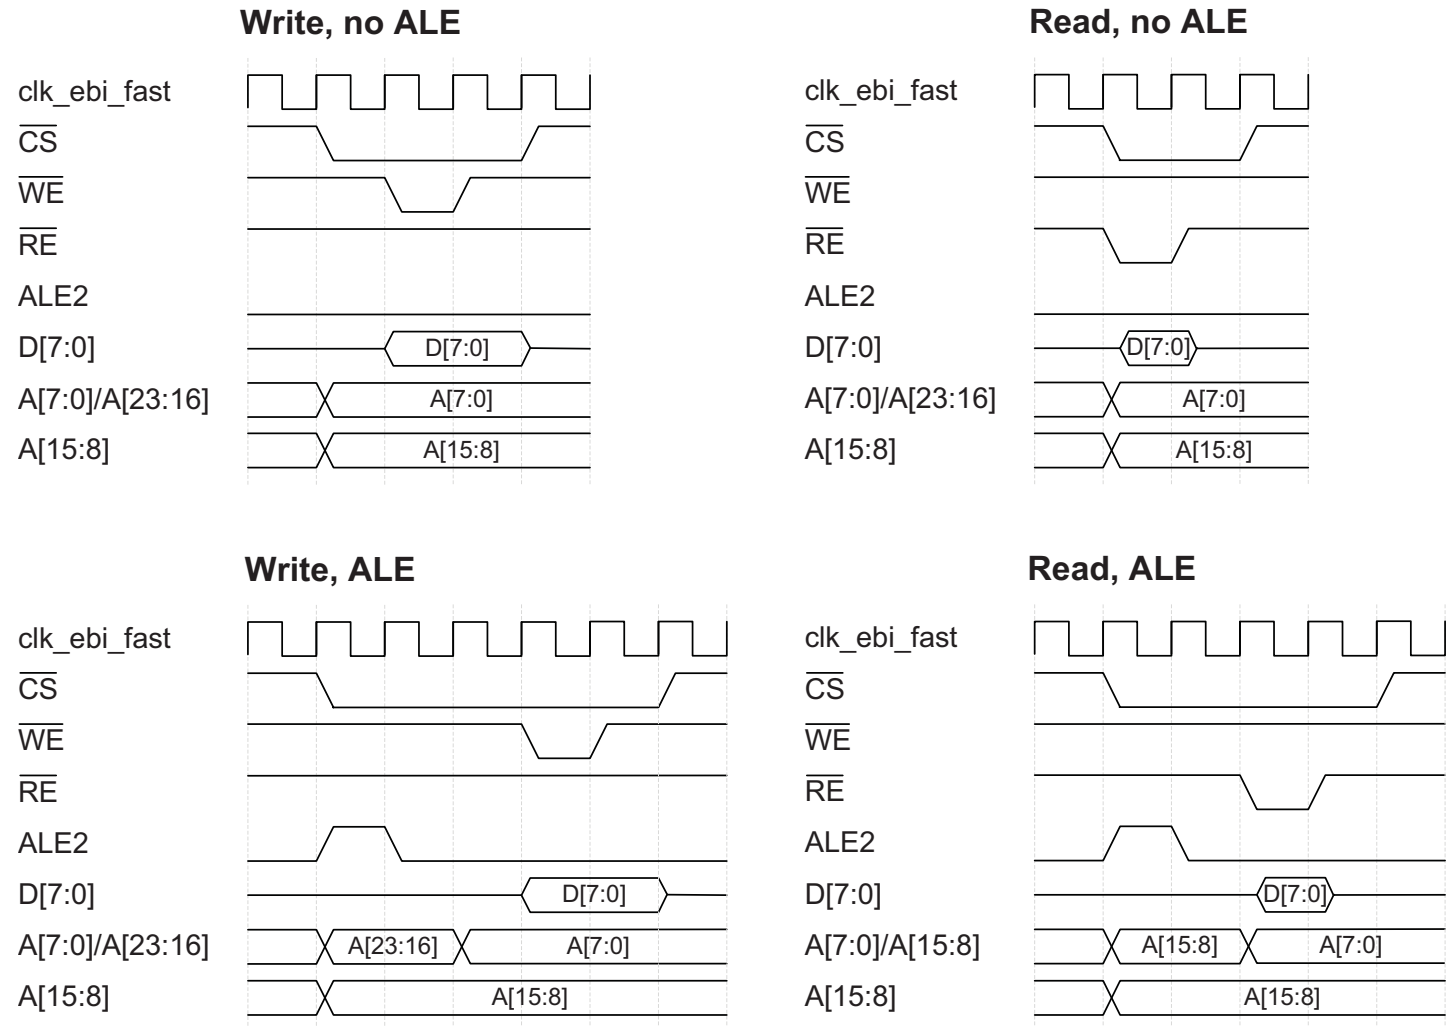 Write, no ALE
clk_ebi_fast
CS
WE
RE
ALE2
D[7:0]
D[7:0]
A[7:0]/A[23:16]
A[7:0]
A[15:8]
A[15:8]
Read, no ALE
clk_ebi_fast
CS
WE
RE
ALE2
D[7:0]
D[7:0]
A[7:0]/A[23:16]
A[7:0]
A[15:8]
A[15:8]
Write, ALE
clk_ebi_fast
CS
WE
RE
ALE2
D[7:0]
D[7:0]
A[7:0]/A[23:16]
A[23:16]
A[7:0]
A[15:8]
A[15:8]
Read, ALE
clk_ebi_fast
CS
WE
RE
ALE2
D[7:0]
D[7:0]
A[7:0]/A[15:8]
A[15:8]
A[7:0]
A[15:8]
A[15:8]